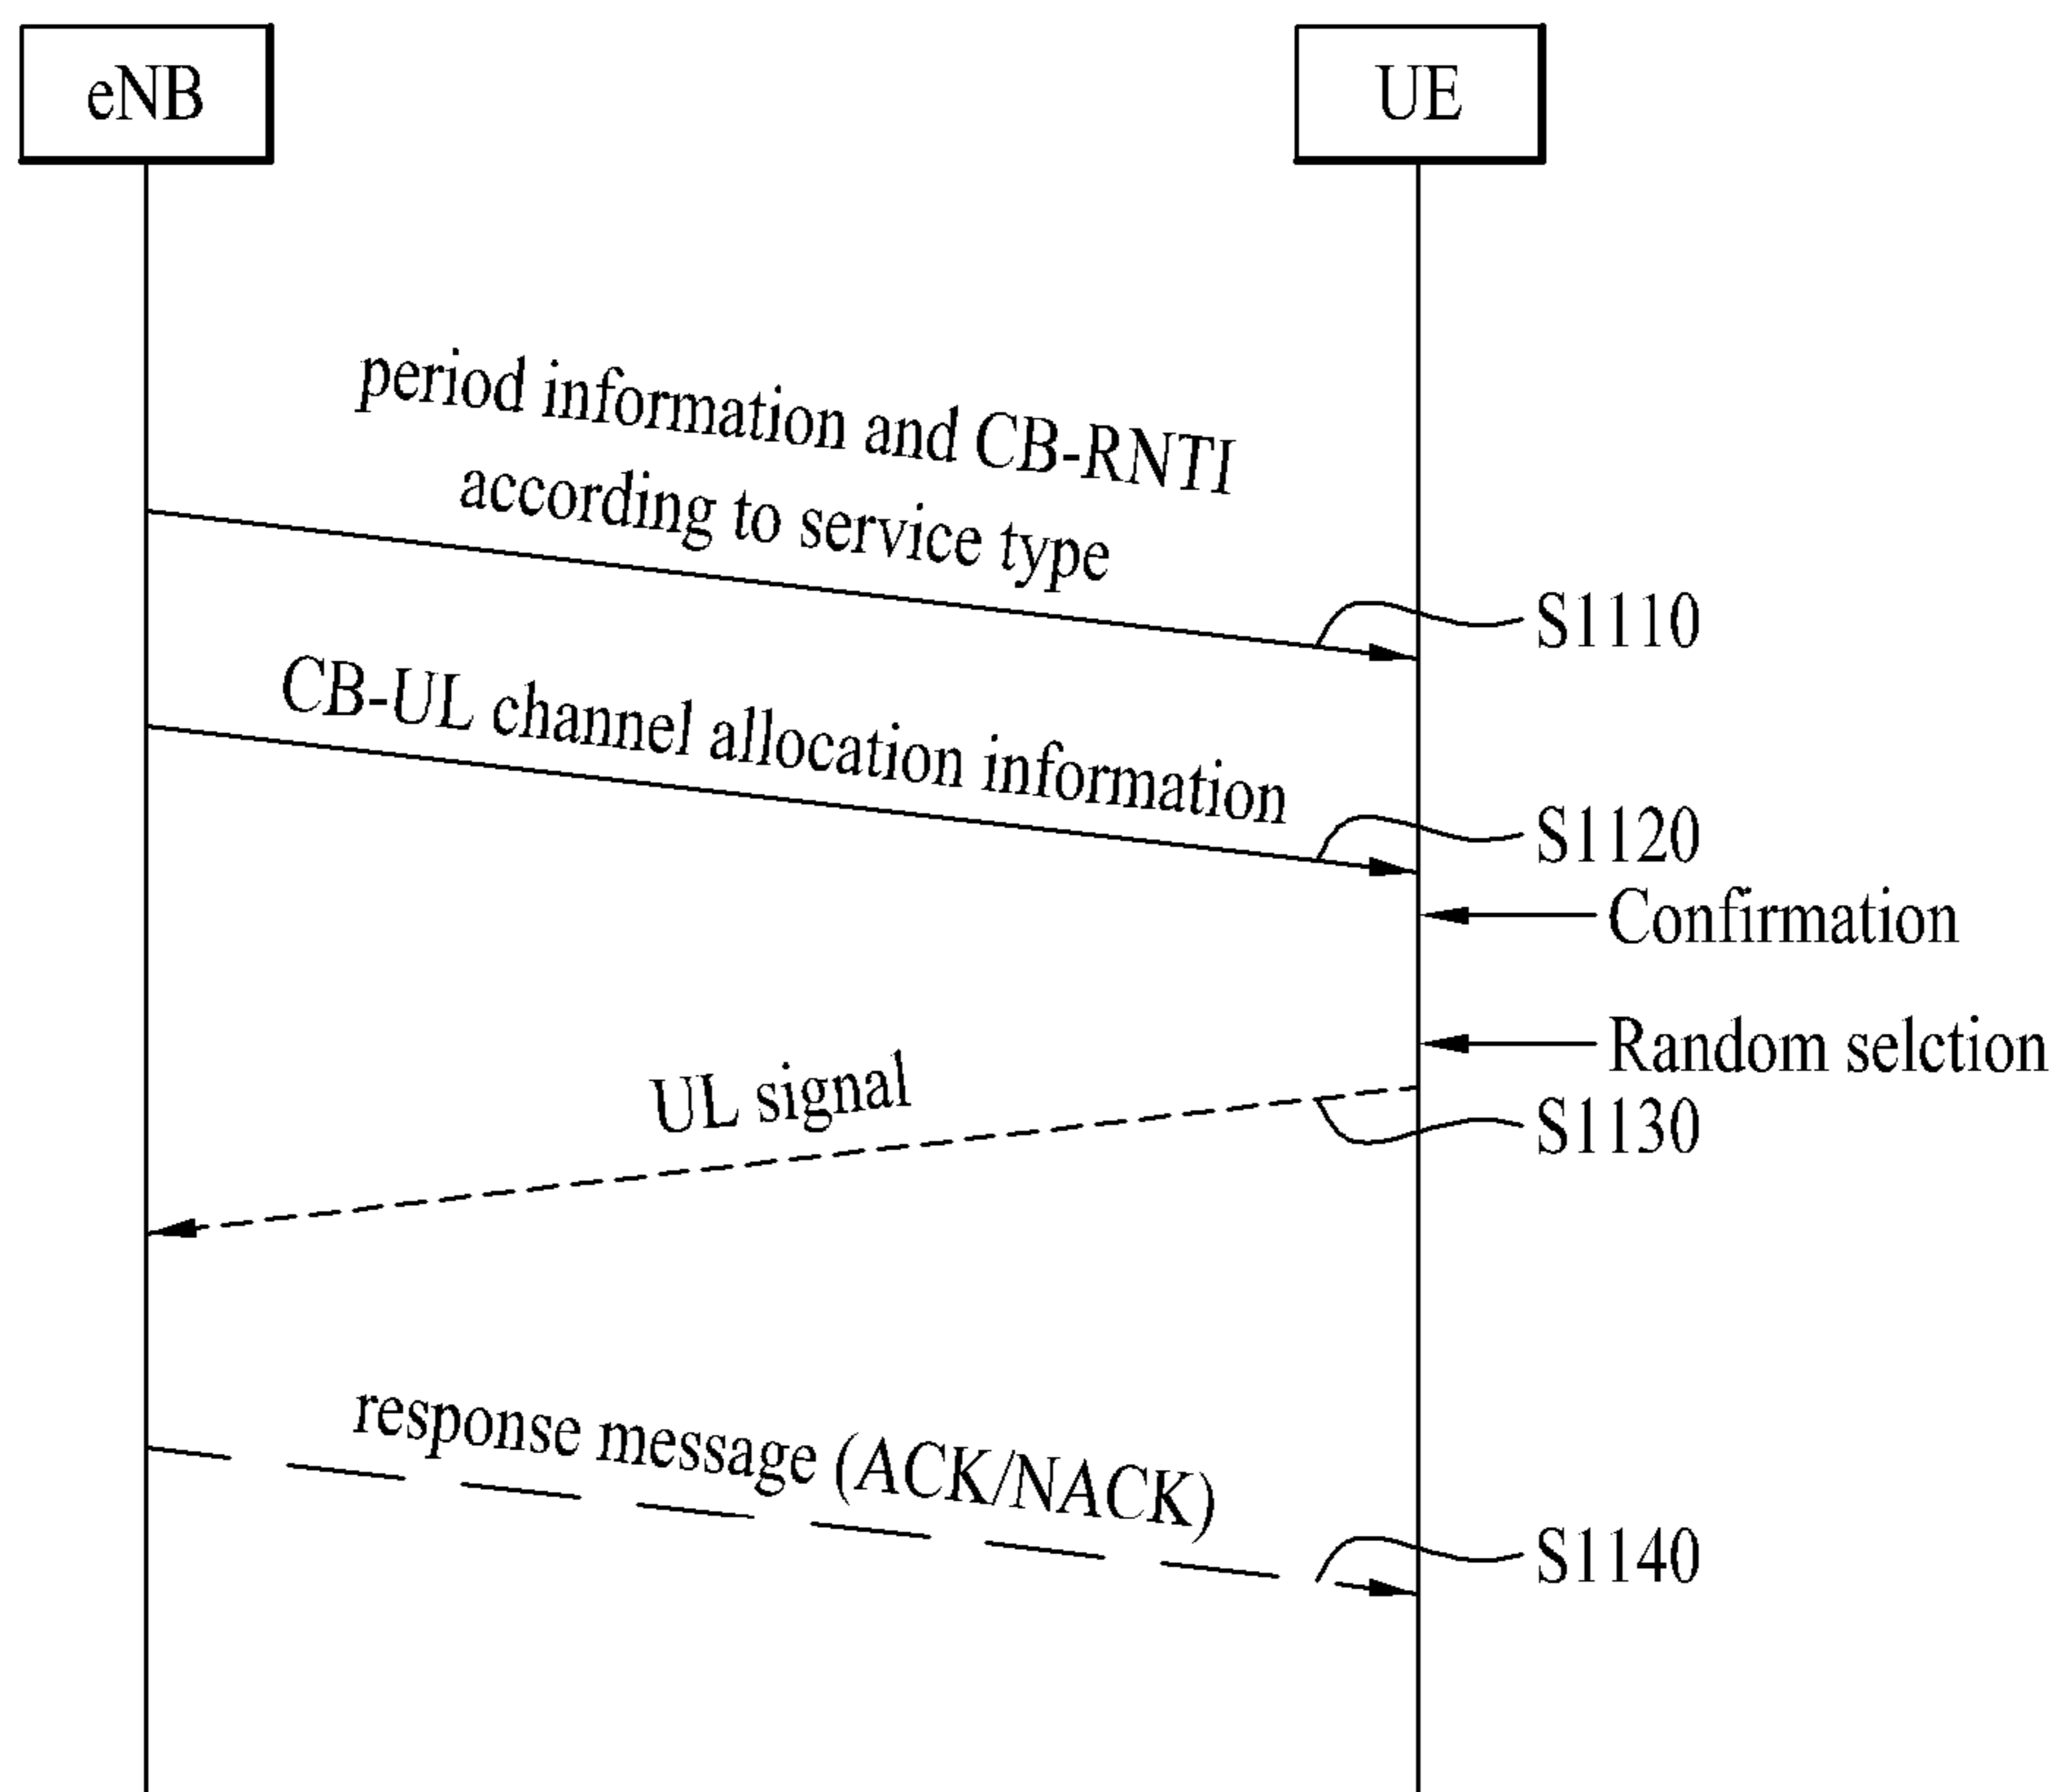 eNB
UE
period information and CB-RNTI
according to service type
S1110
CB-UL channel allocation information
S1120
Confirmation
Random selction
UL signal
S1130
response message (ACK/NACK)
S1140